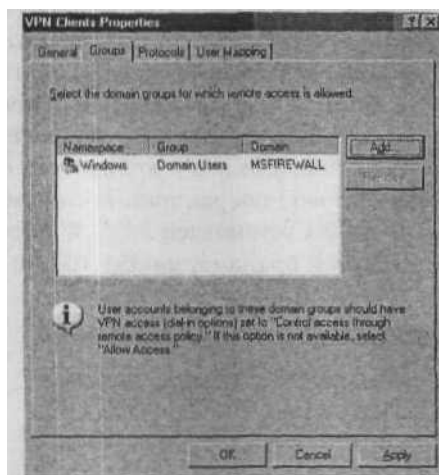 VPN Clients Properties
General Groups Protocols User Mapping
Select the domain groups for which remote access is allowed.
Namespace Group Domain
Windows Domain Users MSFIREWALL
Add...
Remove
User accounts belonging to these domain groups should have
VPN access (dial-in options) set to "Control access through
remote access policy." If this option is not available, select
"Allow Access."
OK Cancel Apply